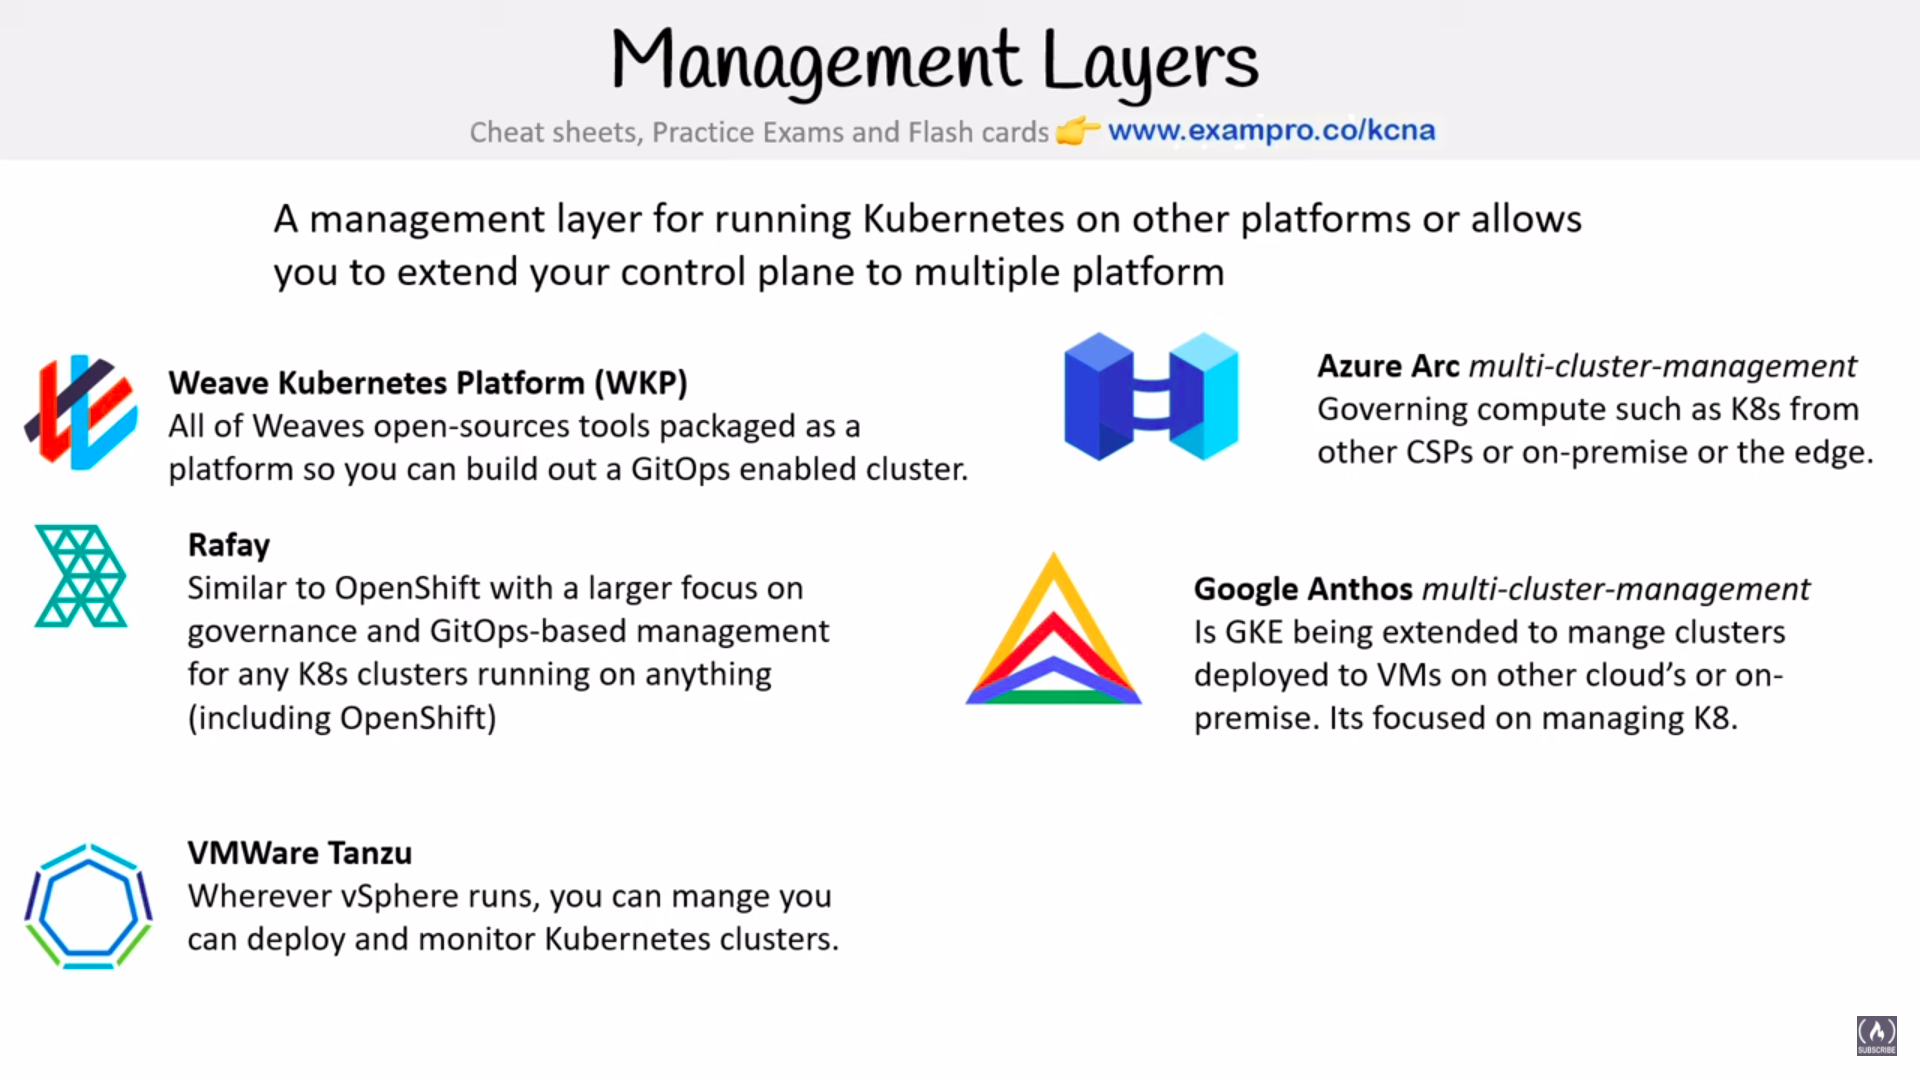 Management Layers
Cheat sheets, Practice Exams and Flash cards 👉 www.exampro.co/kcna
A management layer for running Kubernetes on other platforms or allows
you to extend your control plane to multiple platform
Weave Kubernetes Platform (WKP)
All of Weaves open-sources tools packaged as a
platform so you can build out a GitOps enabled cluster.
Rafay
Similar to OpenShift with a larger focus on
governance and GitOps-based management
for any K8s clusters running on anything
(including OpenShift)
VMWare Tanzu
Wherever vSphere runs, you can mange you
can deploy and monitor Kubernetes clusters.
Azure Arc multi-cluster-management
Governing compute such as K8s from
other CSPs or on-premise or the edge.
Google Anthos multi-cluster-management
Is GKE being extended to mange clusters
deployed to VMs on other cloud’s or on-
premise. Its focused on managing K8.
SUBSCRIBE